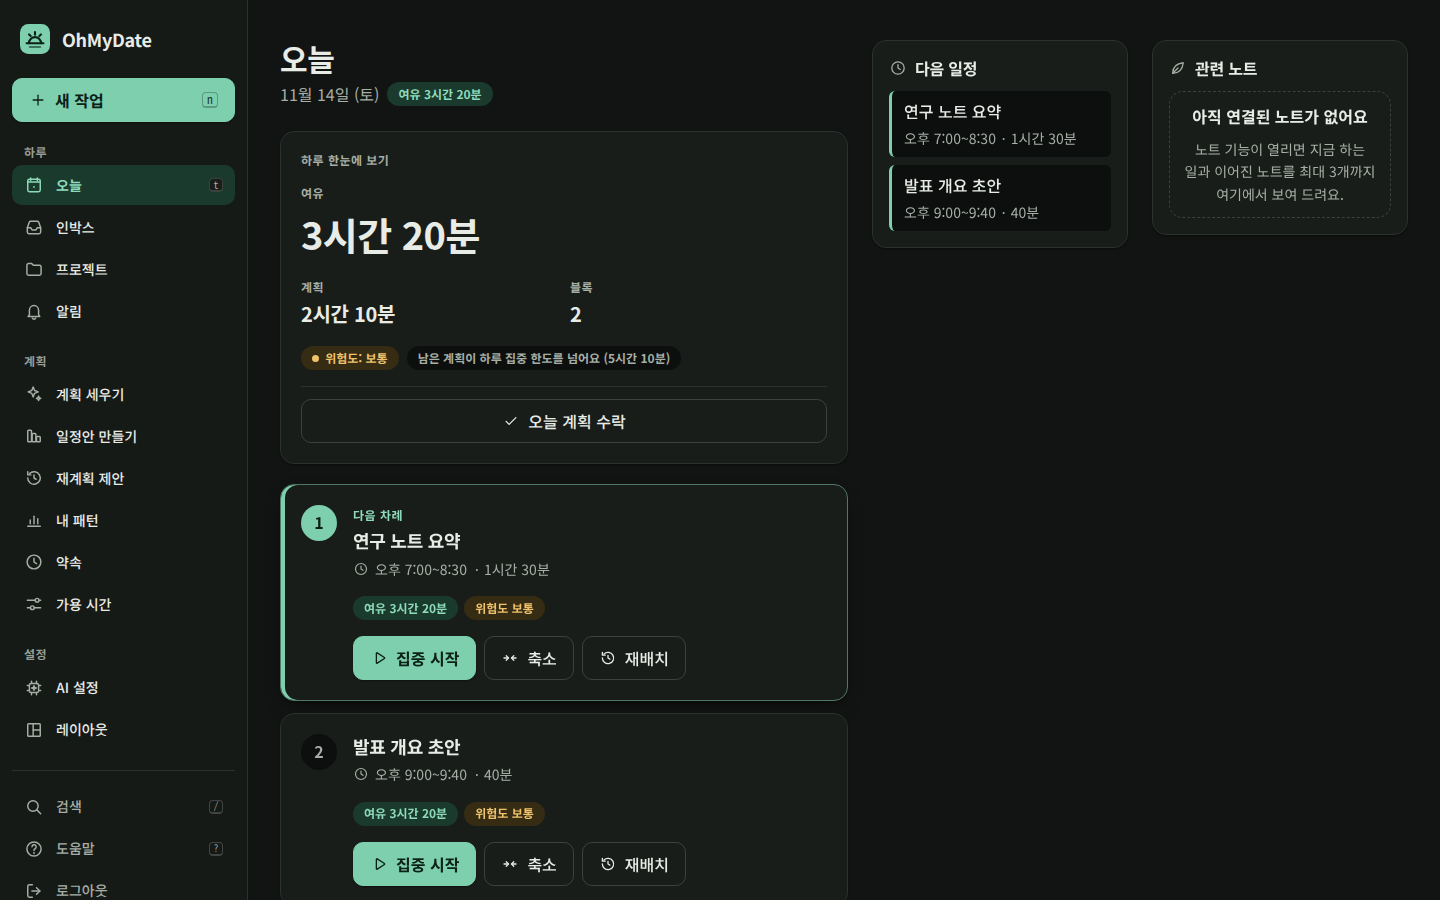 OhMyDate
새 작업
n
하루
오늘
t
인박스
프로젝트
알림
계획
계획 세우기
일정안 만들기
재계획 제안
내 패턴
약속
가용 시간
설정
AI 설정
레이아웃
검색
/
도움말
?
로그아웃
오늘
11월 14일 (토)
여유 3시간 20분
하루 한눈에 보기
여유
3시간 20분
계획
2시간 10분
블록
2
위험도: 보통
남은 계획이 하루 집중 한도를 넘어요 (5시간 10분)
오늘 계획 수락
1
다음 차례
연구 노트 요약
오후 7:00~8:30 · 1시간 30분
여유 3시간 20분
위험도 보통
집중 시작
축소
재배치
2
발표 개요 초안
오후 9:00~9:40 · 40분
여유 3시간 20분
위험도 보통
집중 시작
축소
재배치
다음 일정
연구 노트 요약
오후 7:00~8:30 · 1시간 30분
발표 개요 초안
오후 9:00~9:40 · 40분
관련 노트
아직 연결된 노트가 없어요
노트 기능이 열리면 지금 하는
일과 이어진 노트를 최대 3개까지
여기에서 보여 드려요.